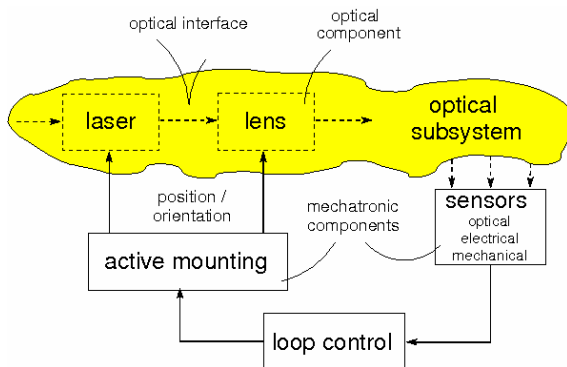 optical interface
optical
component
laser
lens
optical
subsystem
position /
orientation
mechatronic
components
sensors
optical
electrical
mechanical
active mounting
loop control